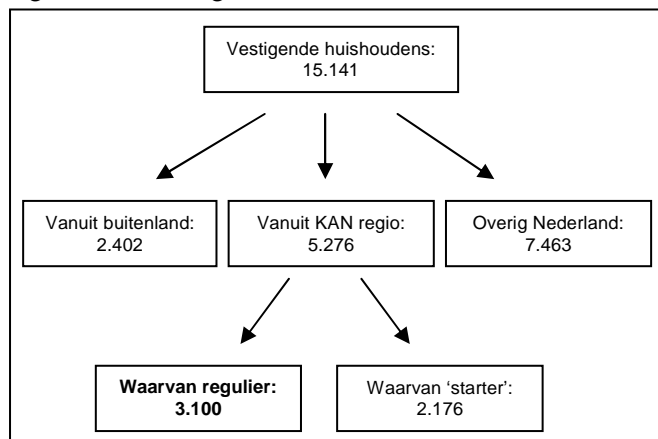 Vestigende huishoudens:
15.141
Vanuit buitenland:
2.402
Vanuit KAN regio:
5.276
Overig Nederland:
7.463
Waarvan regulier:
3.100
Waarvan ‘starter’:
2.176